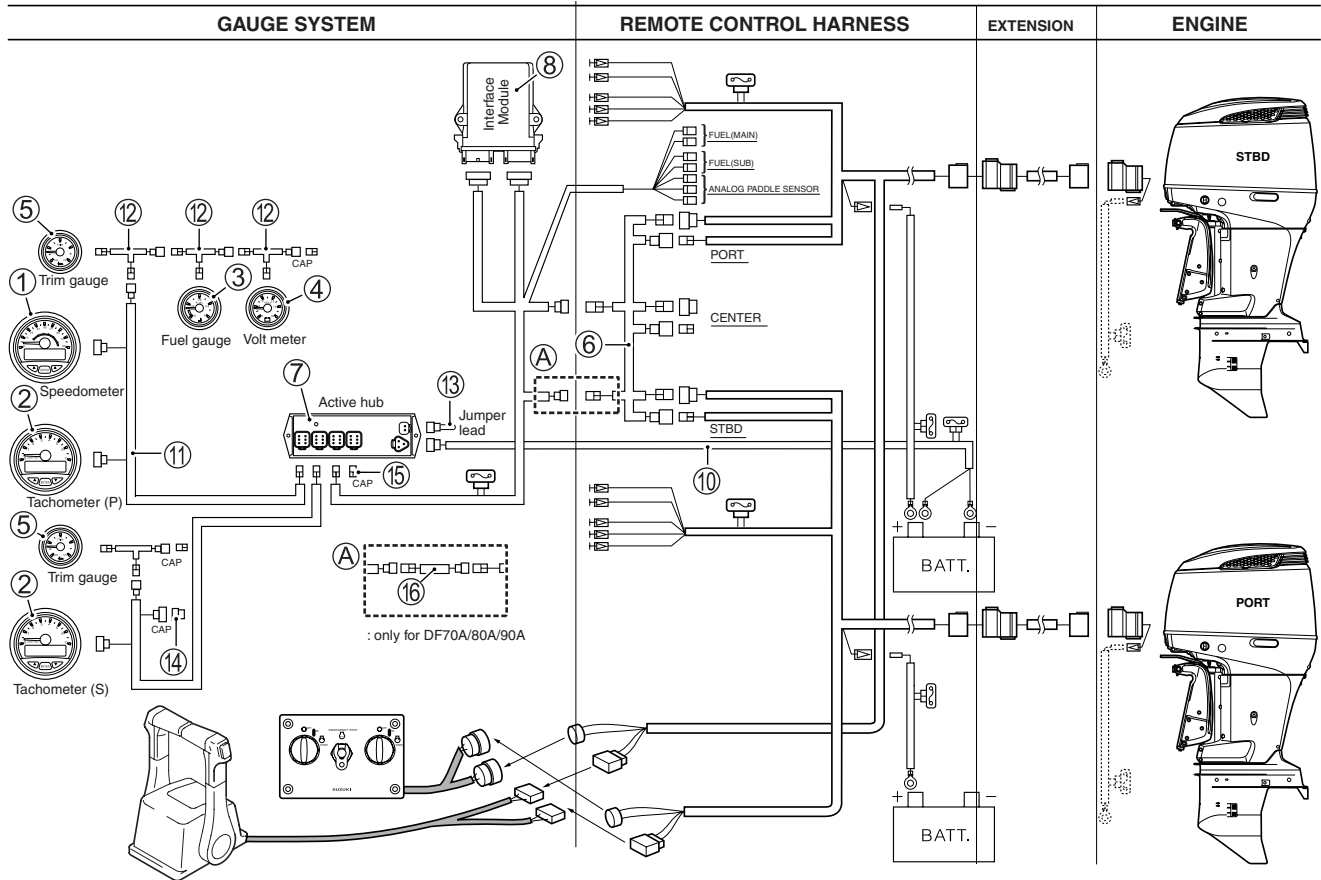 GAUGE SYSTEM
REMOTE CONTROL HARNESS
EXTENSION
ENGINE
⑧
Interface
Module
FUEL(MAIN)
FUEL(SUB)
ANALOG PADDLE SENSOR
STBD
⑤
⑫
⑫
⑫
CAP
Trim gauge
①
③
④
Fuel gauge
Volt meter
Speedometer
PORT
CENTER
⑥
Ⓐ
⑦
Active hub
⑬
Jumper
lead
STBD
②
⑪
⑮
CAP
⑩
Tachometer (P)
+
−
BATT.
⑤
Trim gauge
CAP
②
CAP
⑭
Tachometer (S)
Ⓐ
⑯
: only for DF70A/80A/90A
PORT
SUZUKI
+
−
BATT.